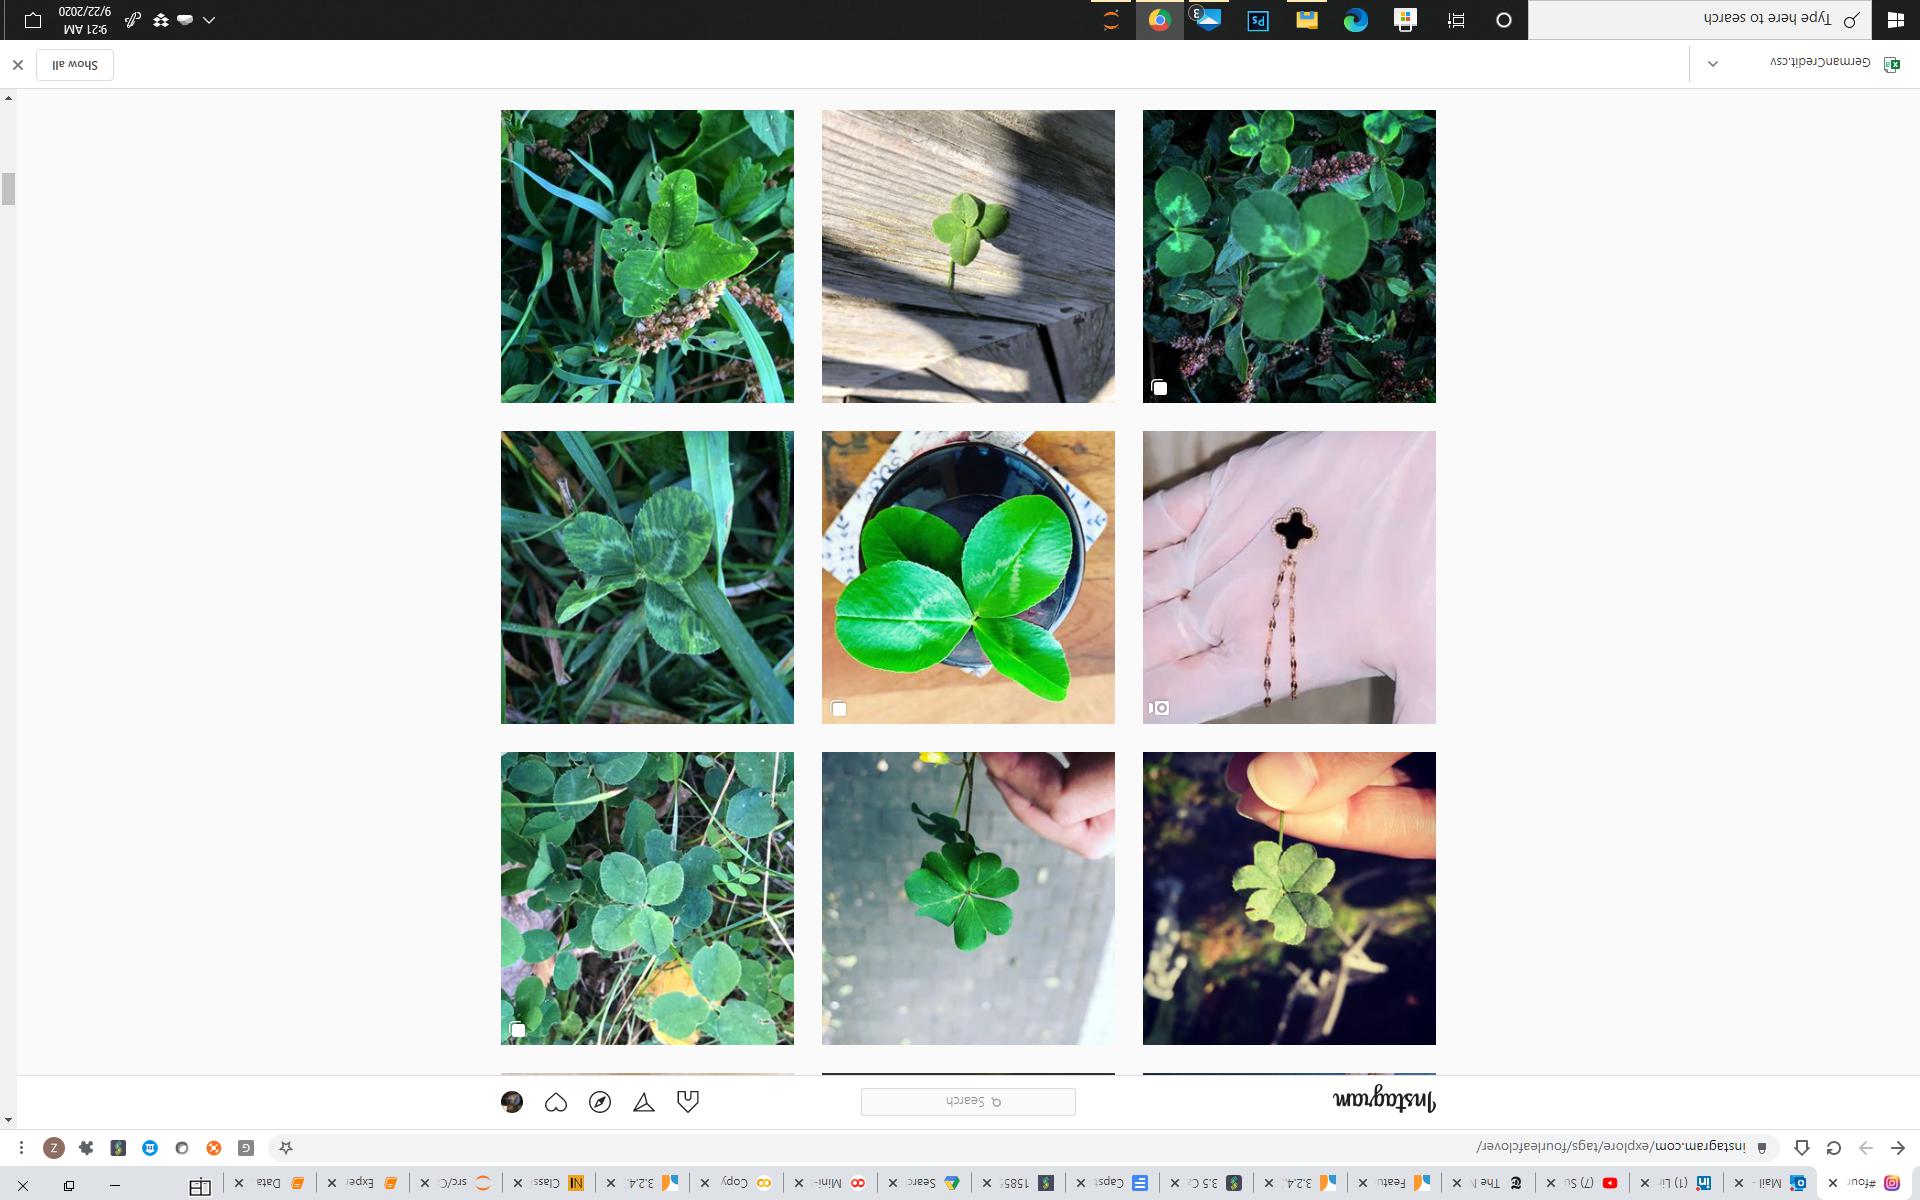 #four
Mail -
(1) Li
(7) Su
The N
Featu
3.2.4.
3.5 C
Capst
1585
Searc
Mini-
Copy
3.2.4.
Class
src/C
Exper
Data
instagram.com/explore/tags/fourleafclover/
Z
Instagram
Search
GermanCredit.csv
Show all
Type here to search
3
9:21 AM
9/22/2020